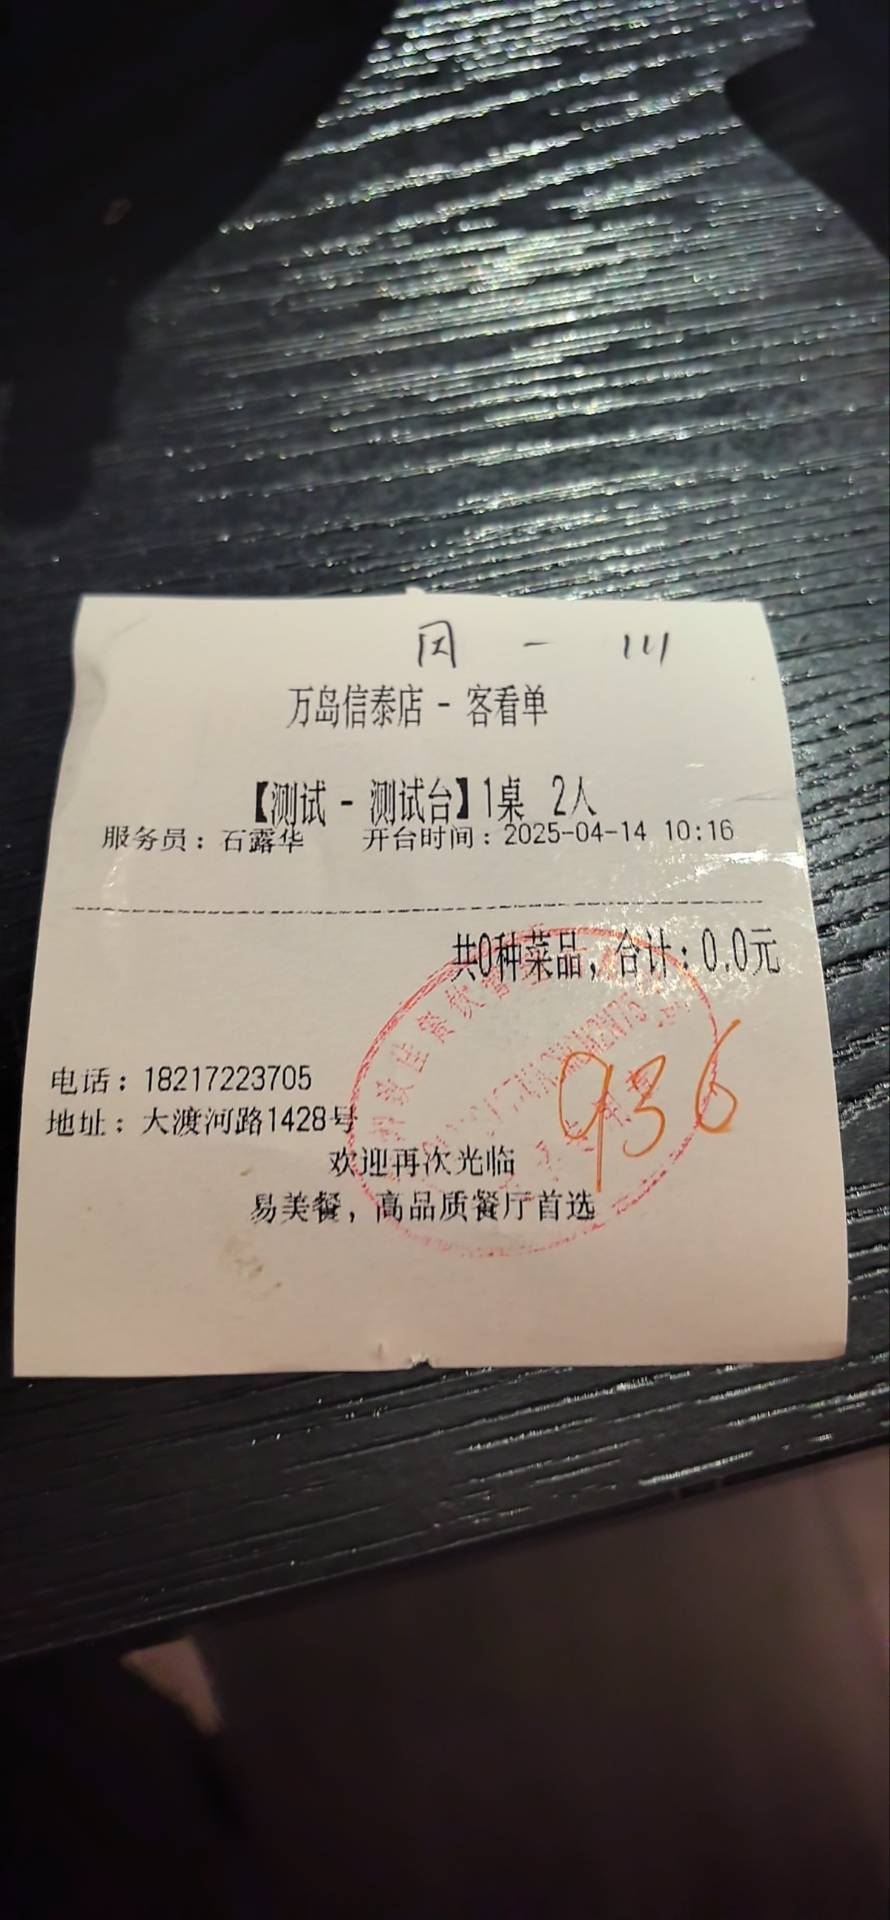 万岛信泰店 - 客看单
【测试 - 测试台】1桌 2人
服务员：石露华 开台时间：2025-04-14 10:16
共0种菜品，合计：0.0元
936
电话：18217223705
地址：大渡河路1428号
欢迎再次光临
易美餐，高品质餐厅首选